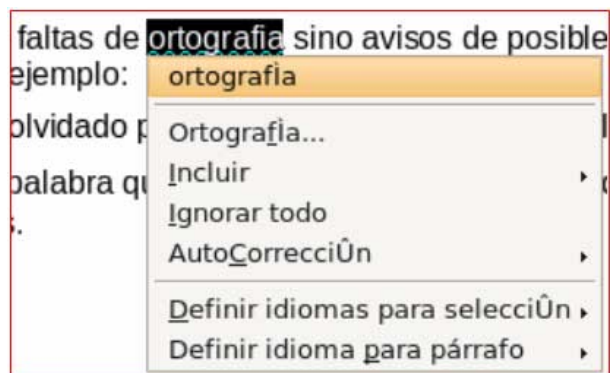 faltas de ortografia sino avisos de posible
ejemplo:
ortografÌa
olvidado p
OrtografÌa...
palabra qu
Incluir
Ignorar todo
s.
AutoCorrecciÛn
Definir idiomas para selecciÛn
Definir idioma para párrafo